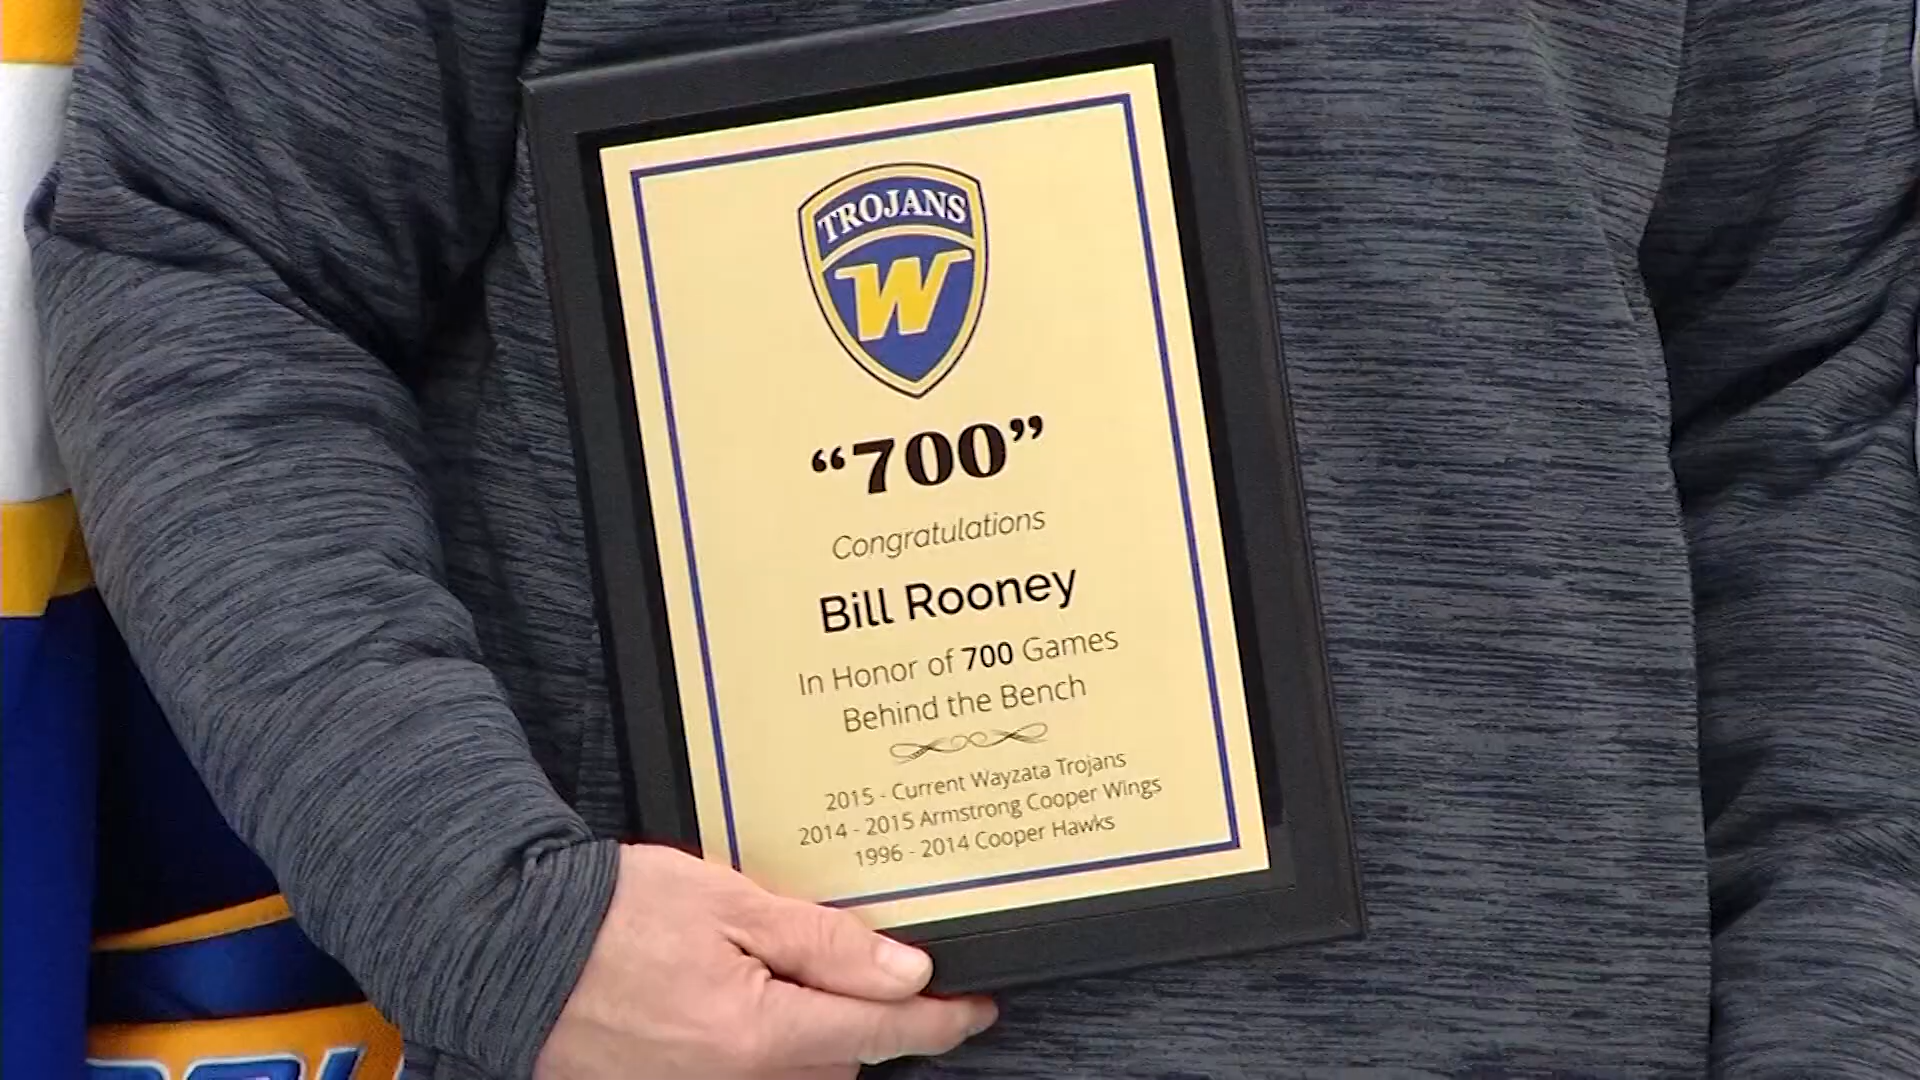 TROJANS
W
“700”
Congratulations
Bill Rooney
In Honor of 700 Games
Behind the Bench
2015 - Current Wayzata Trojans
2014 - 2015 Armstrong Cooper Wings
1996 - 2014 Cooper Hawks